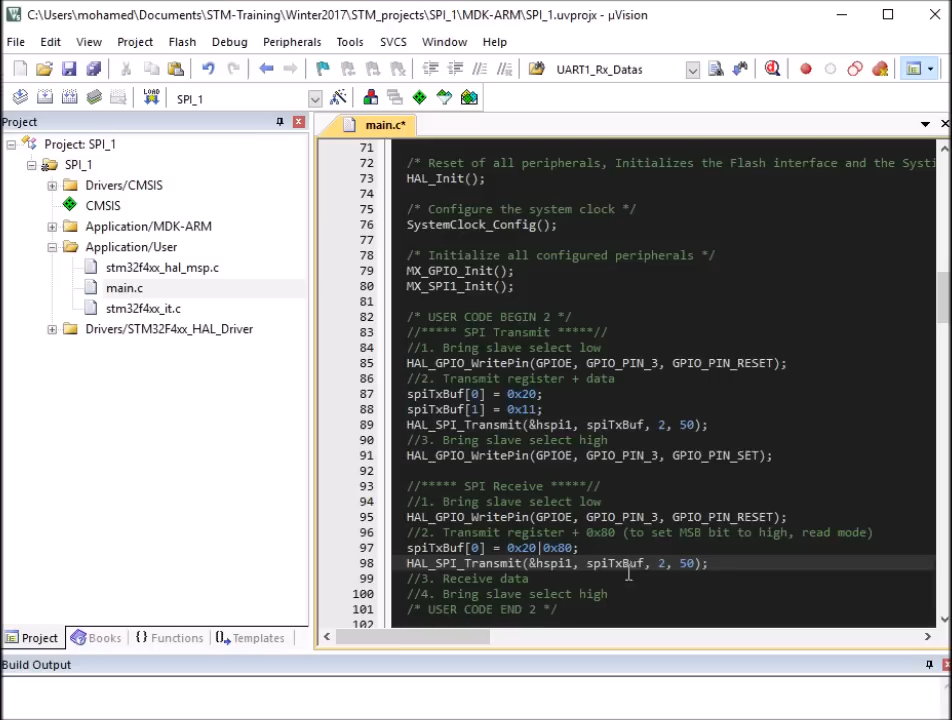 C:\Users\mohamed\Documents\STM-Training\Winter2017\STM_projects\SPI_1\MDK-ARM\SPI_1.uvprojx - µVision
File Edit View Project Flash Debug Peripherals Tools SVCS Window Help
UART1_Rx_Datas
LOAD SPI_1
Project
main.c*
Project: SPI_1
SPI_1
Drivers/CMSIS
CMSIS
Application/MDK-ARM
Application/User
stm32f4xx_hal_msp.c
main.c
stm32f4xx_it.c
Drivers/STM32F4xx_HAL_Driver
71
72 /* Reset of all peripherals, Initializes the Flash interface and the Systi
73 HAL_Init();
74
75 /* Configure the system clock */
76 SystemClock_Config();
77
78 /* Initialize all configured peripherals */
79 MX_GPIO_Init();
80 MX_SPI1_Init();
81
82 /* USER CODE BEGIN 2 */
83 //***** SPI Transmit *****//
84 //1. Bring slave select low
85 HAL_GPIO_WritePin(GPIOE, GPIO_PIN_3, GPIO_PIN_RESET);
86 //2. Transmit register + data
87 spiTxBuf[0] = 0x20;
88 spiTxBuf[1] = 0x11;
89 HAL_SPI_Transmit(&hspi1, spiTxBuf, 2, 50);
90 //3. Bring slave select high
91 HAL_GPIO_WritePin(GPIOE, GPIO_PIN_3, GPIO_PIN_SET);
92
93 //***** SPI Receive *****//
94 //1. Bring slave select low
95 HAL_GPIO_WritePin(GPIOE, GPIO_PIN_3, GPIO_PIN_RESET);
96 //2. Transmit register + 0x80 (to set MSB bit to high, read mode)
97 spiTxBuf[0] = 0x20|0x80;
98 HAL_SPI_Transmit(&hspi1, spiTxBuf, 2, 50);
99 //3. Receive data
100 //4. Bring slave select high
101 /* USER CODE END 2 */
102
Project Books {} Functions Templates
Build Output